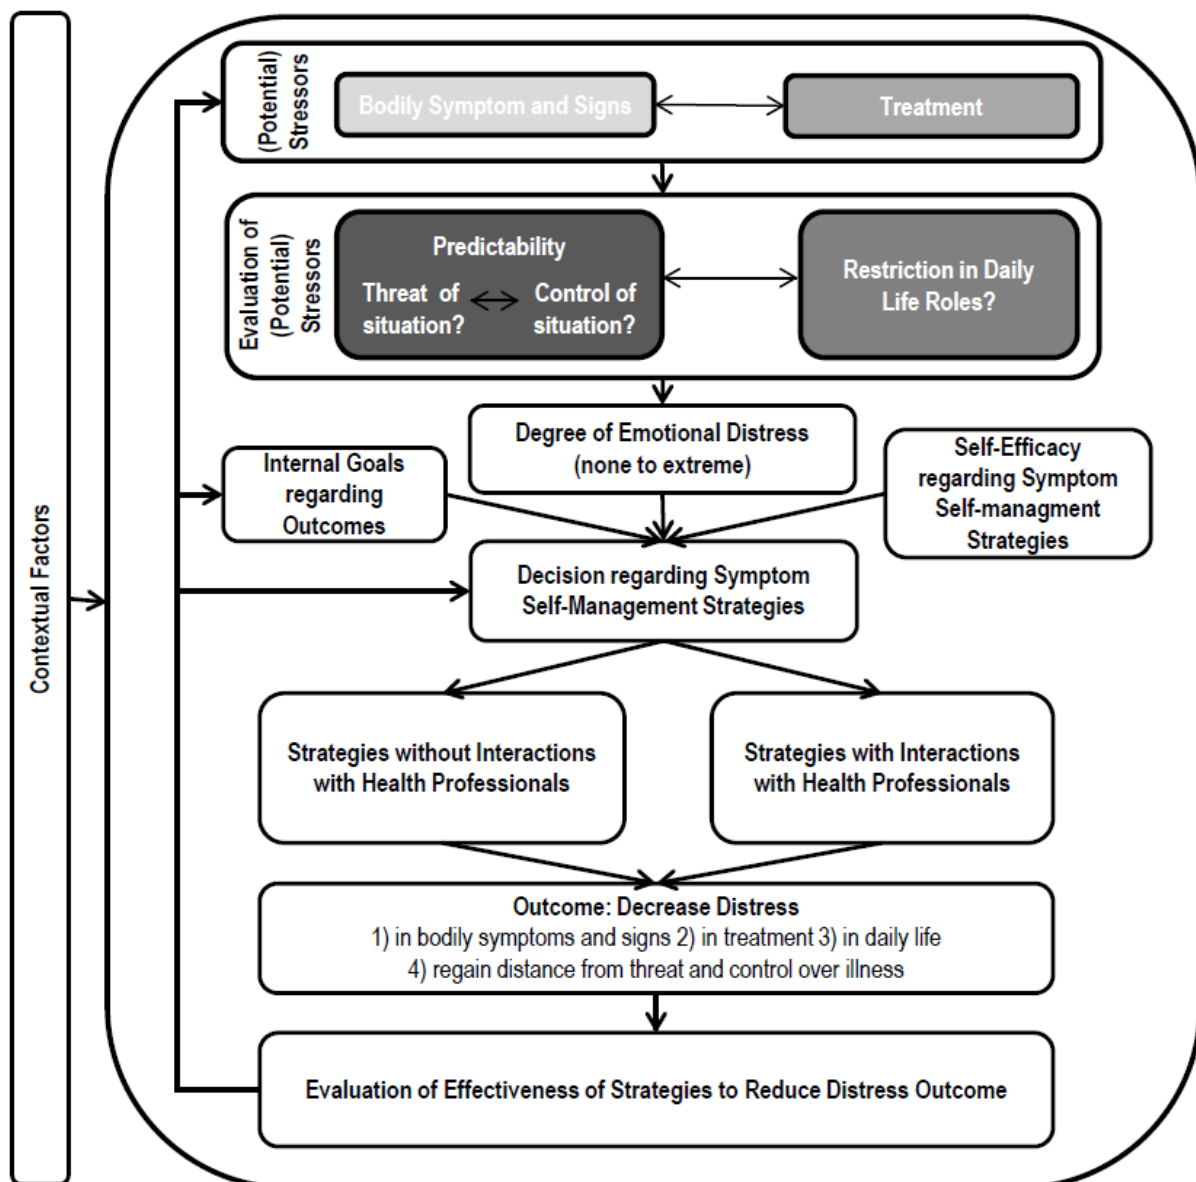 Contextual Factors
(Potential)
Stressors
Bodily Symptom and Signs
Treatment
Evaluation of
(Potential)
Stressors
Predictability
Threat of
situation?
Control of
situation?
Restriction in Daily
Life Roles?
Degree of Emotional Distress
(none to extreme)
Internal Goals
regarding
Outcomes
Self-Efficacy
regarding Symptom
Self-managment
Strategies
Decision regarding Symptom
Self-Management Strategies
Strategies without Interactions
with Health Professionals
Strategies with Interactions
with Health Professionals
Outcome: Decrease Distress
1) in bodily symptoms and signs 2) in treatment 3) in daily life
4) regain distance from threat and control over illness
Evaluation of Effectiveness of Strategies to Reduce Distress Outcome